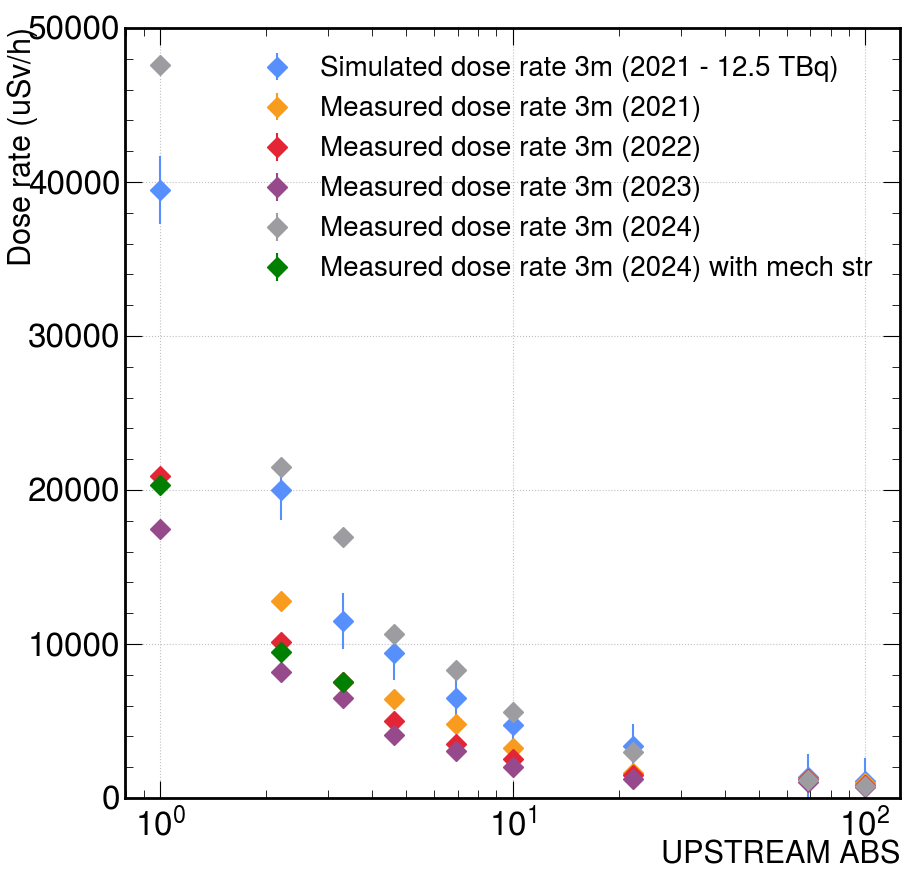 50000
40000
30000
20000
10000
0
Dose rate (uSv/h)
Simulated dose rate 3m (2021 - 12.5 TBq)
Measured dose rate 3m (2021)
Measured dose rate 3m (2022)
Measured dose rate 3m (2023)
Measured dose rate 3m (2024)
Measured dose rate 3m (2024) with mech str
10⁰ 10¹ 10²
UPSTREAM ABS